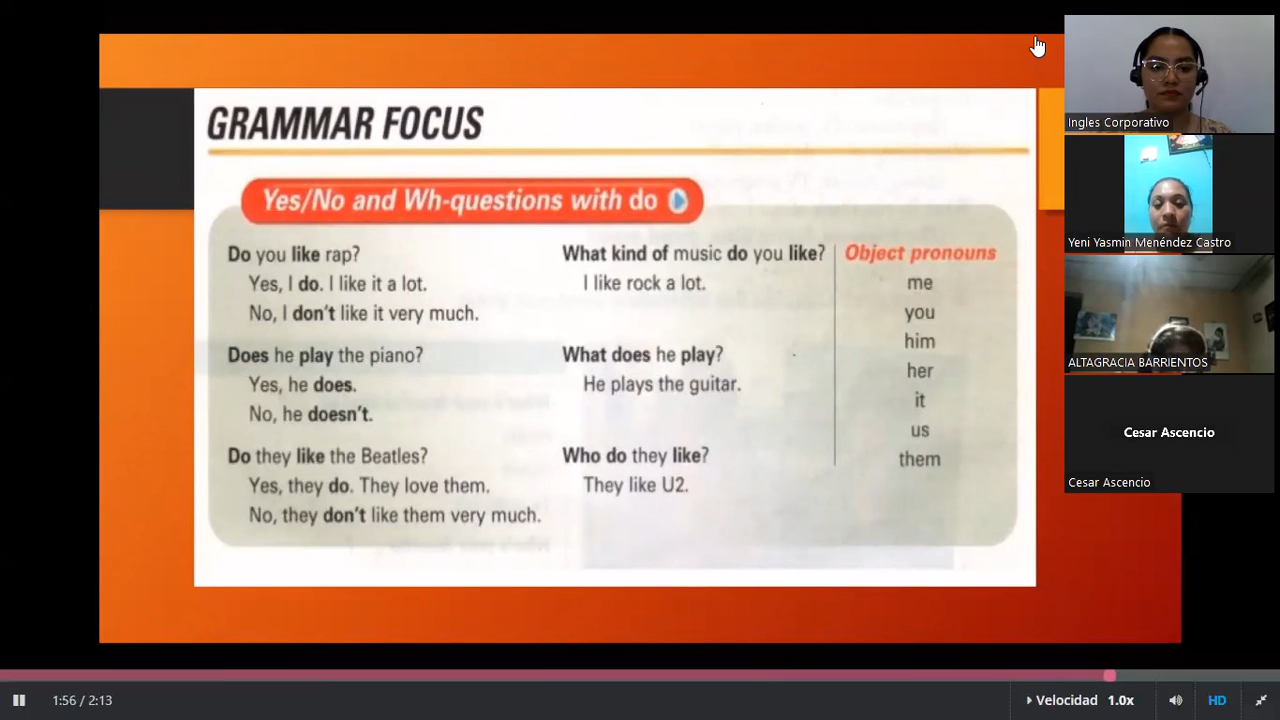 GRAMMAR FOCUS
Yes/No and Wh-questions with do
Do you like rap?
Yes, I do. I like it a lot.
No, I don't like it very much.
Does he play the piano?
Yes, he does.
No, he doesn't.
Do they like the Beatles?
Yes, they do. They love them.
No, they don't like them very much.
What kind of music do you like?
I like rock a lot.
What does he play?
He plays the guitar.
Who do they like?
They like U2.
Object pronouns
me
you
him
her
it
us
them
Ingles Corporativo
Yeni Yasmin Menéndez Castro
ALTAGRACIA BARRIENTOS
Cesar Ascencio
Cesar Ascencio
1:56 / 2:13
Velocidad 1.0x
HD